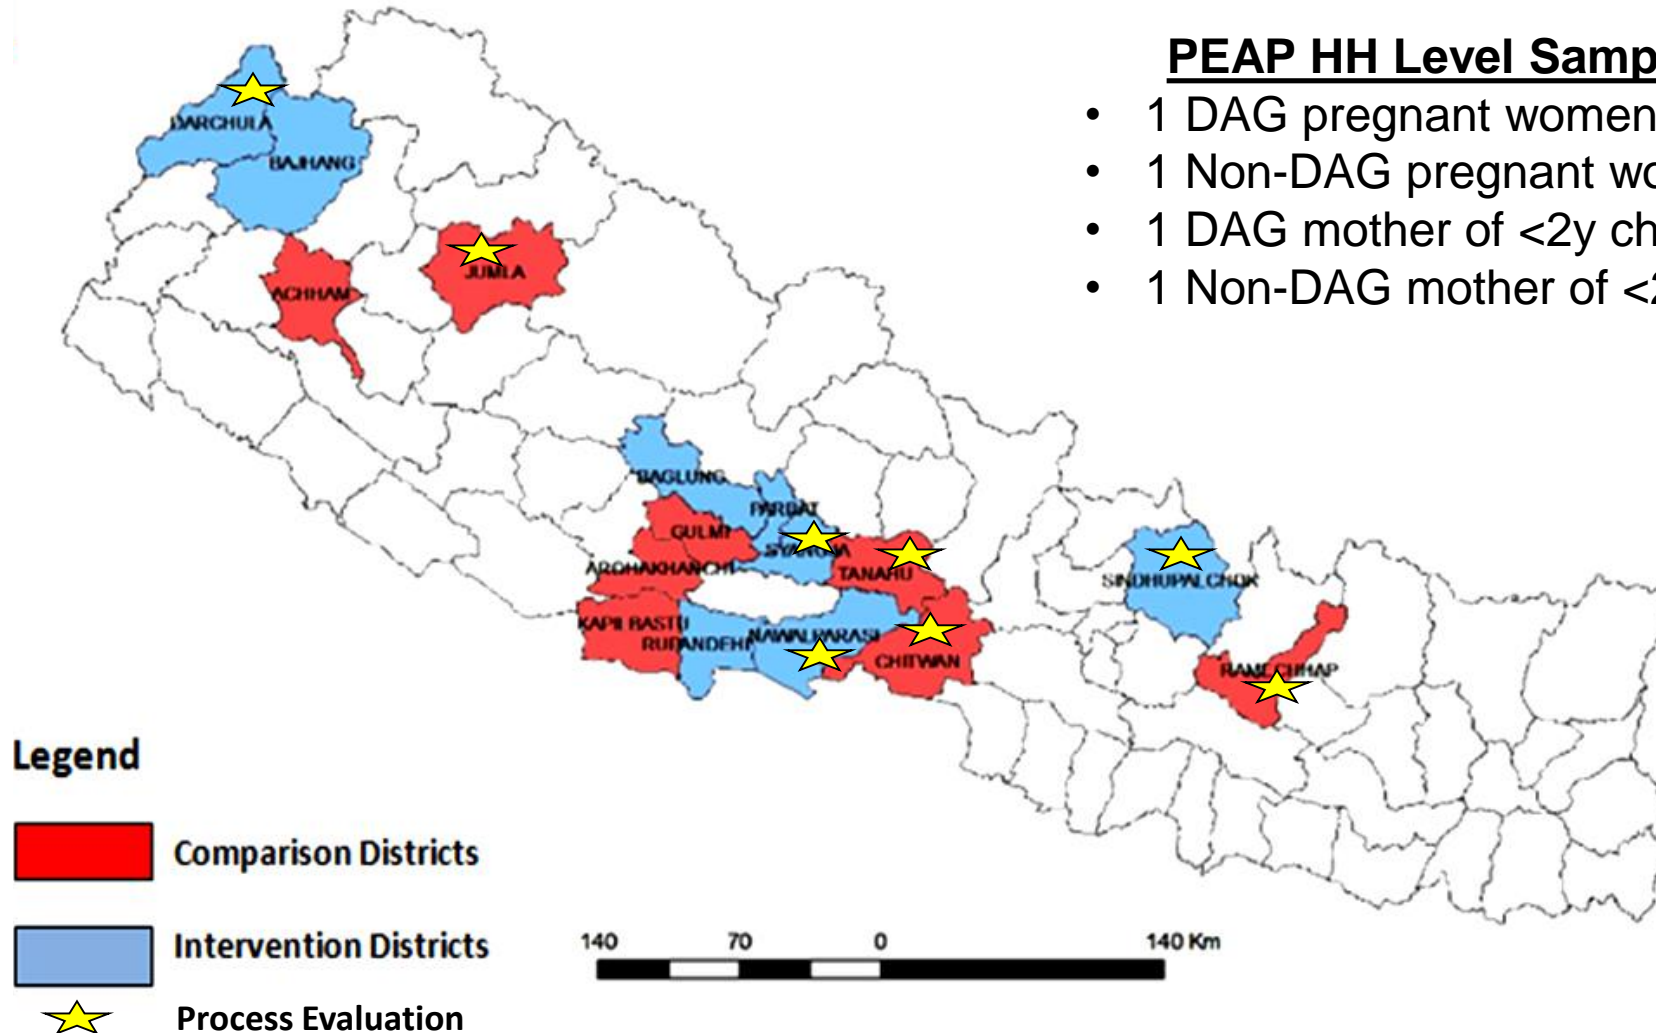 PEAP HH Level Samp
• 1 DAG pregnant women
• 1 Non-DAG pregnant wo
• 1 DAG mother of <2y ch
• 1 Non-DAG mother of <2
DARCHULA
BAJHANG
JUMLA
ACHHAM
BAGLUNG
PARBAT
GULMI
SYANGJA
ARGHAKHANCHI
TANAHU
SINDHUPALCHOK
KAPILBASTU
RUPANDEHI
NAWALPARASI
CHITWAN
RAMECHHAP
Legend
Comparison Districts
Intervention Districts
Process Evaluation
140 70 0 140 Km